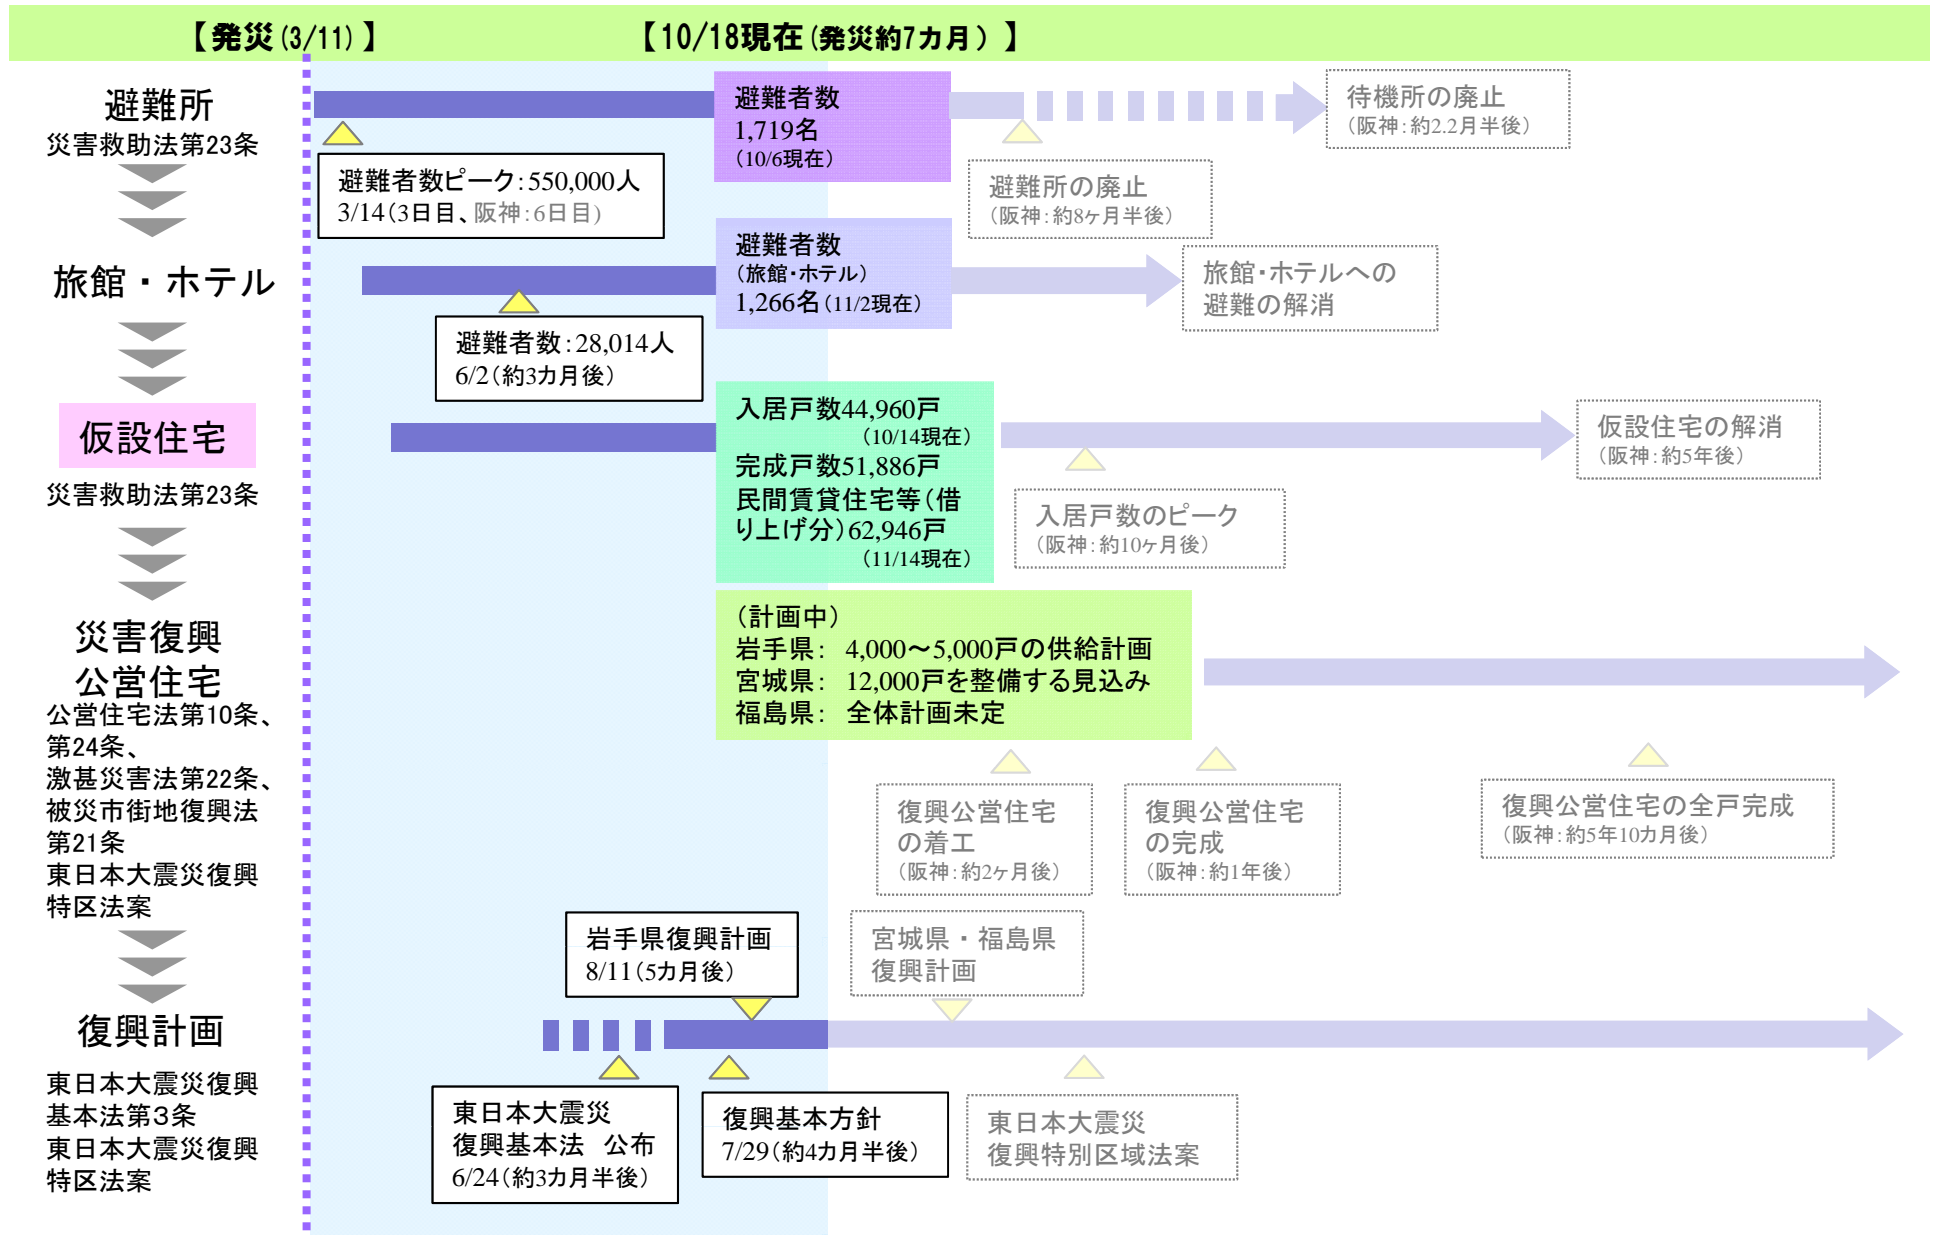 【発災(3/11)】
【10/18現在(発災約7カ月)】
避難所
災害救助法第23条
避難者数ピーク:550,000人
3/14(3日目、阪神:6日目)
避難者数
1,719名
(10/6現在)
避難所の廃止
(阪神:約8ヶ月半後)
待機所の廃止
(阪神:約2.2月半後)
旅館・ホテル
避難者数:28,014人
6/2(約3カ月後)
避難者数
(旅館・ホテル)
1,266名(11/2現在)
旅館・ホテルへの
避難の解消
仮設住宅
災害救助法第23条
入居戸数44,960戸
(10/14現在)
完成戸数51,886戸
民間賃貸住宅等(借
り上げ分)62,946戸
(11/14現在)
入居戸数のピーク
(阪神:約10ヶ月後)
仮設住宅の解消
(阪神:約5年後)
災害復興
公営住宅
公営住宅法第10条、
第24条、
激甚災害法第22条、
被災市街地復興法
第21条
東日本大震災復興
特区法案
(計画中)
岩手県: 4,000~5,000戸の供給計画
宮城県: 12,000戸を整備する見込み
福島県: 全体計画未定
復興公営住宅
の着工
(阪神:約2ヶ月後)
復興公営住宅
の完成
(阪神:約1年後)
復興公営住宅の全戸完成
(阪神:約5年10カ月後)
復興計画
東日本大震災復興
基本法第3条
東日本大震災復興
特区法案
岩手県復興計画
8/11(5カ月後)
宮城県・福島県
復興計画
東日本大震災
復興基本法 公布
6/24(約3カ月半後)
復興基本方針
7/29(約4カ月半後)
東日本大震災
復興特別区域法案